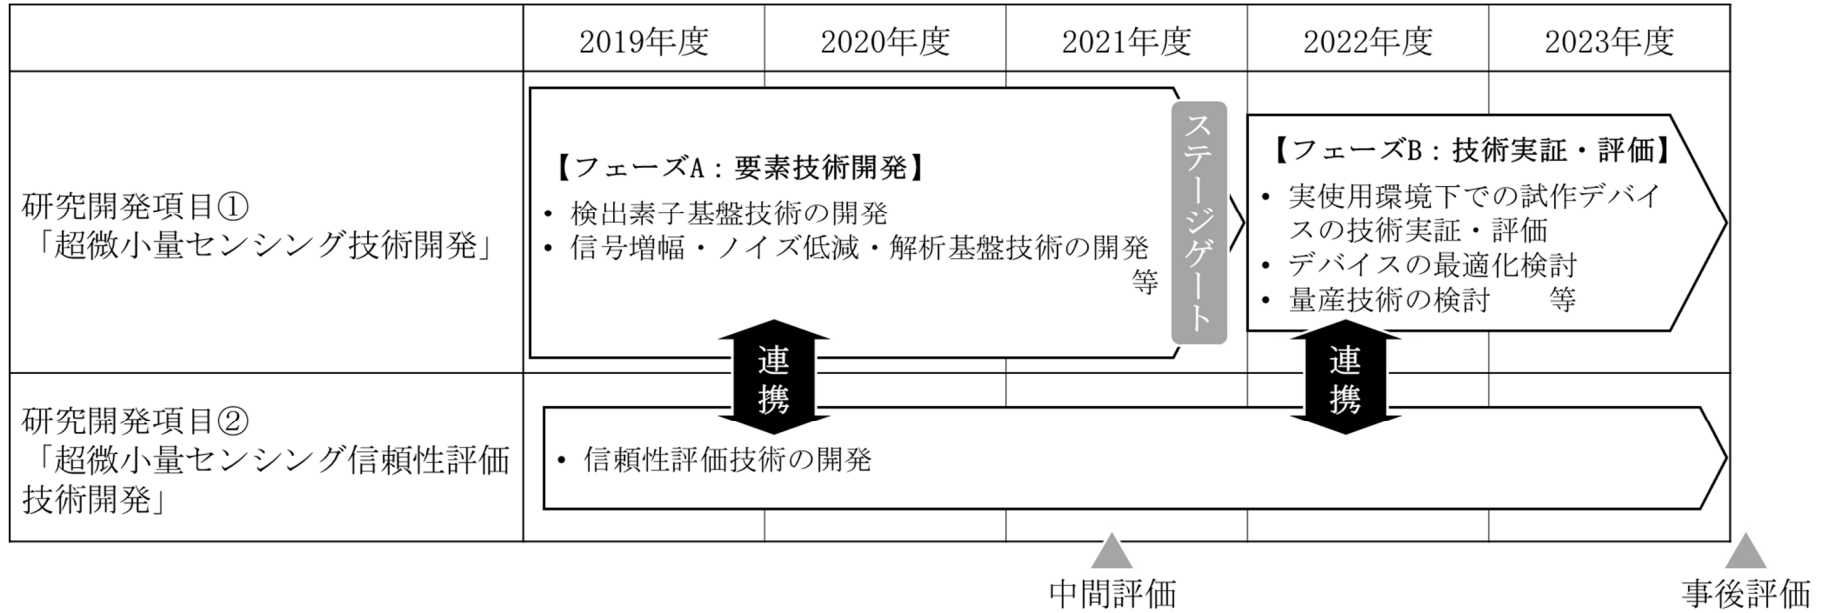 2019年度
2020年度
2021年度
2022年度
2023年度
研究開発項目①
「超微小量センシング技術開発」
【フェーズA：要素技術開発】
• 検出素子基盤技術の開発
• 信号増幅・ノイズ低減・解析基盤技術の開発
等
ステージゲート
【フェーズB：技術実証・評価】
• 実使用環境下での試作デバイ
スの技術実証・評価
• デバイスの最適化検討
• 量産技術の検討　　等
連携
連携
研究開発項目②
「超微小量センシング信頼性評価
技術開発」
• 信頼性評価技術の開発
中間評価
事後評価